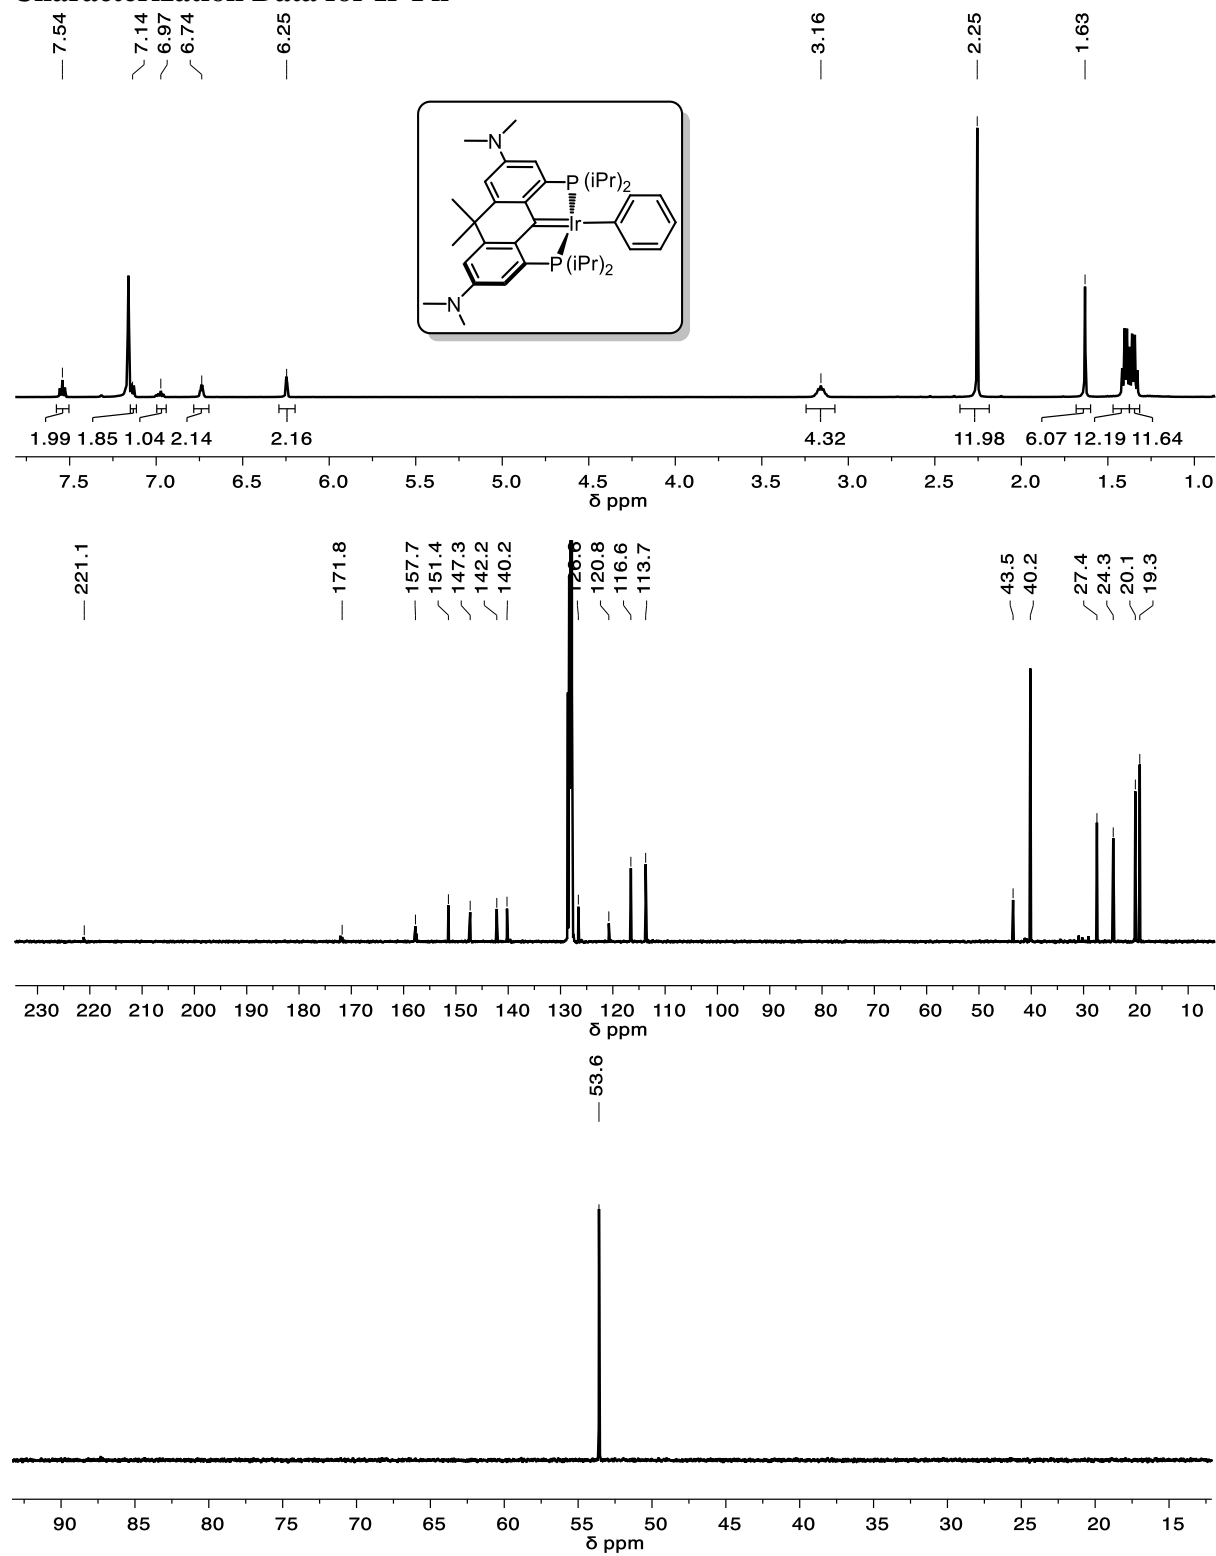 7.54 7.14 6.97 6.74 6.25 3.16 2.25 1.63
N
P (iPr)2
Ir
P(iPr)2
N
1.99 1.85 1.04 2.14 2.16 4.32 11.98 6.07 12.19 11.64
7.5 7.0 6.5 6.0 5.5 5.0 4.5 4.0 3.5 3.0 2.5 2.0 1.5 1.0
δ ppm
221.1 171.8 157.7 151.4 147.3 142.2 140.2 126.6 120.8 116.6 113.7 43.5 40.2 27.4 24.3 20.1 19.3
230 220 210 200 190 180 170 160 150 140 130 120 110 100 90 80 70 60 50 40 30 20 10
δ ppm
53.6
90 85 80 75 70 65 60 55 50 45 40 35 30 25 20 15
δ ppm